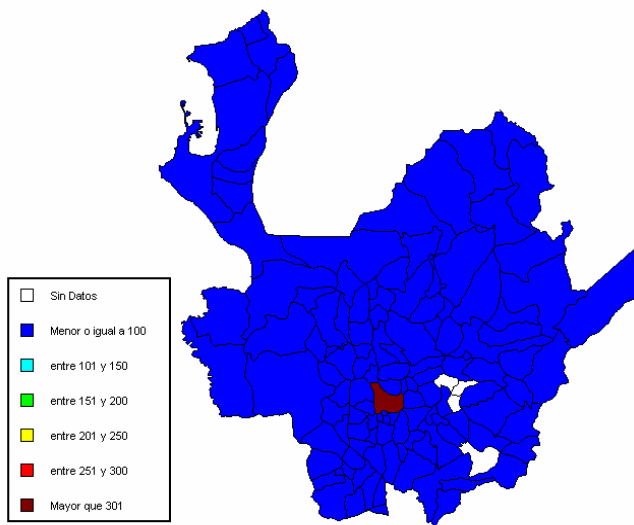 Sin Datos
Menor o igual a 100
entre 101 y 150
entre 151 y 200
entre 201 y 250
entre 251 y 300
Mayor que 301